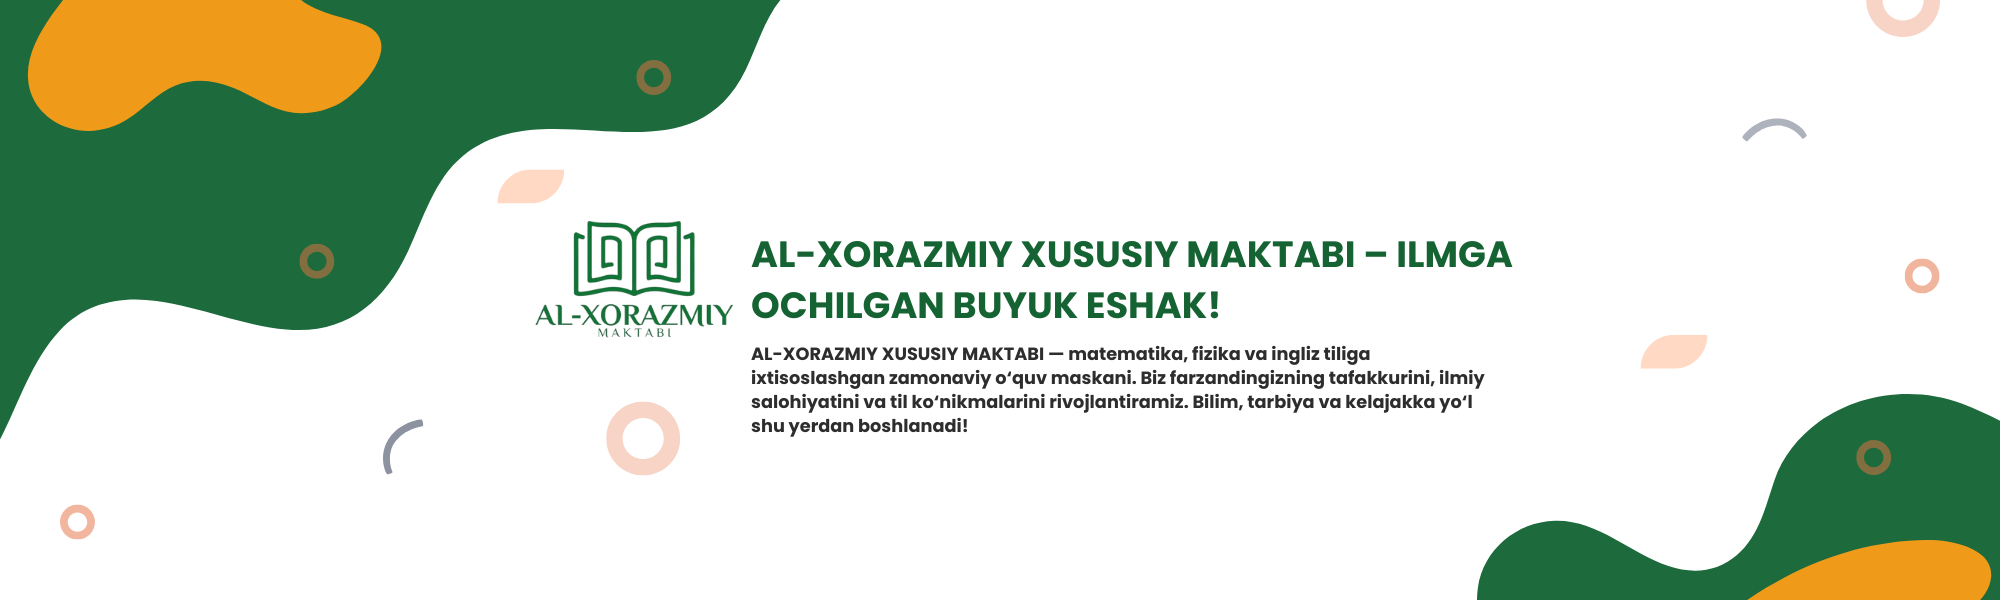 AL-XORAZMIY
MAKTABI
AL-XORAZMIY XUSUSIY MAKTABI – ILMGA
OCHILGAN BUYUK ESHAK!
AL-XORAZMIY XUSUSIY MAKTABI — matematika, fizika va ingliz tiliga
ixtisoslashgan zamonaviy o‘quv maskani. Biz farzandingizning tafakkurini, ilmiy
salohiyatini va til ko‘nikmalarini rivojlantiramiz. Bilim, tarbiya va kelajakka yo‘l
shu yerdan boshlanadi!